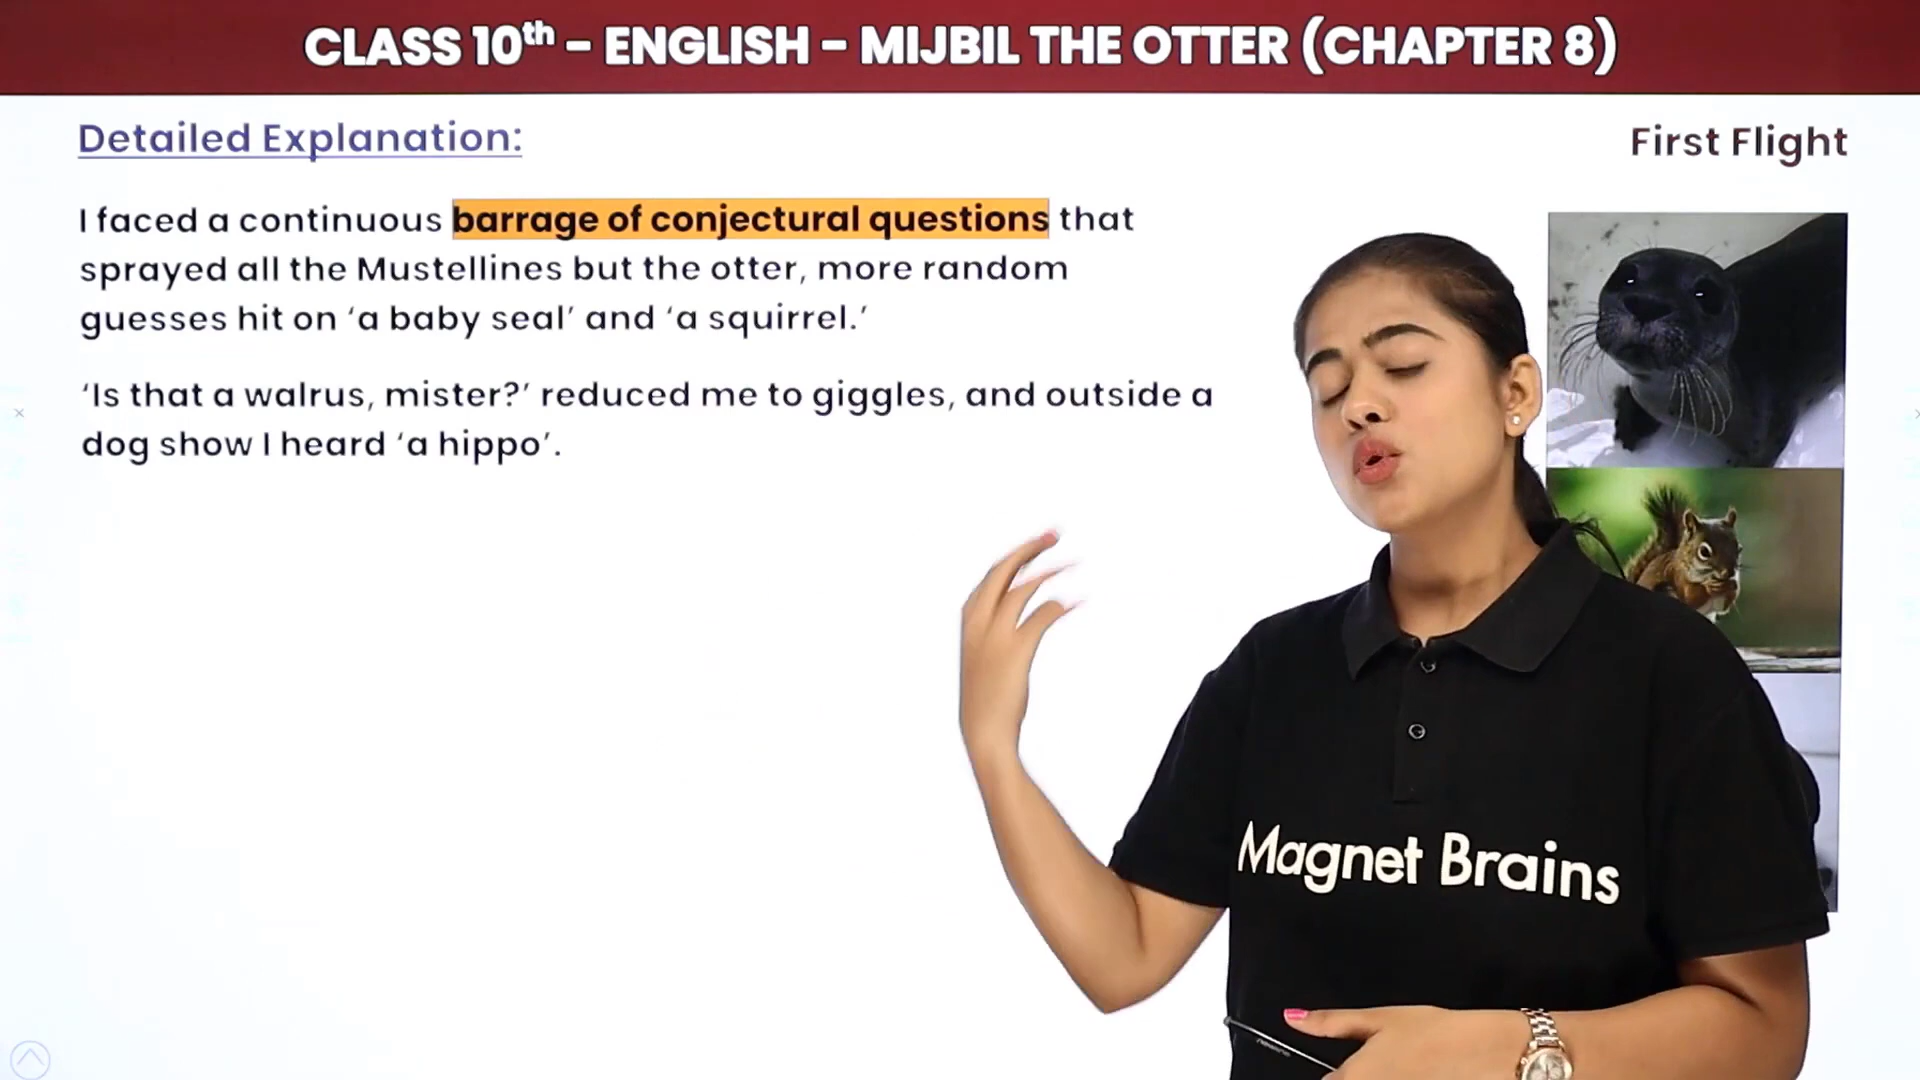 CLASS 10th – ENGLISH – MIJBIL THE OTTER (CHAPTER 8)
Detailed Explanation:
First Flight
I faced a continuous barrage of conjectural questions that
sprayed all the Mustellines but the otter, more random
guesses hit on ‘a baby seal’ and ‘a squirrel.’
‘Is that a walrus, mister?’ reduced me to giggles, and outside a
dog show I heard ‘a hippo’.
Magnet Brains